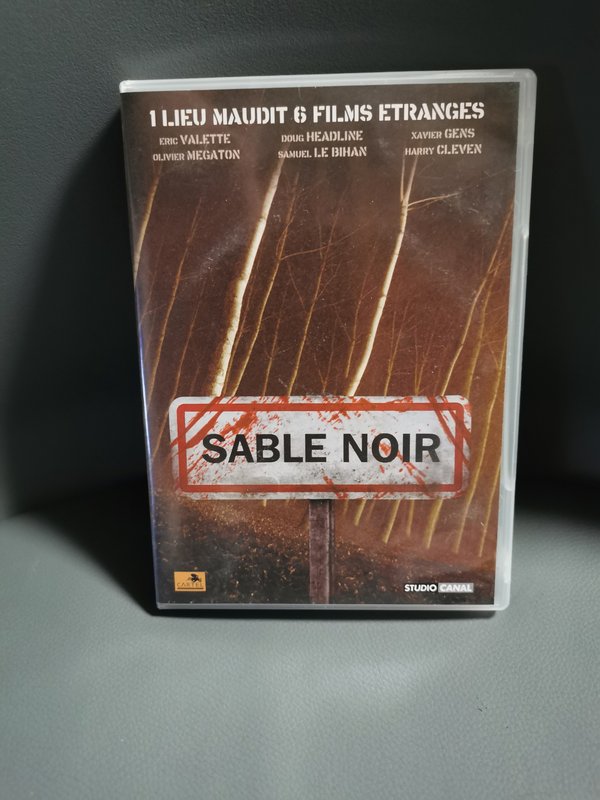 1 LIEU MAUDIT 6 FILMS ETRANGES
ERIC VALETTE DOUG HEADLINE XAVIER GENS
OLIVIER MEGATON SAMUEL LE BIHAN HARRY CLEVEN
SABLE NOIR
CARTEL
STUDIO CANAL